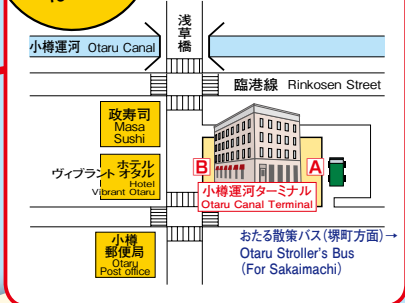 浅草橋
小樽運河 Otaru Canal
臨港線 Rinkosen Street
政寿司
Masa
Sushi
B
A
ヴィブラント
ホテル
オタル
Hotel
Vibrant Otaru
小樽運河ターミナル
Otaru Canal Terminal
小樽
郵便局
Otaru
Post office
おたる散策バス(堺町方面)→
Otaru Stroller's Bus
(For Sakaimachi)